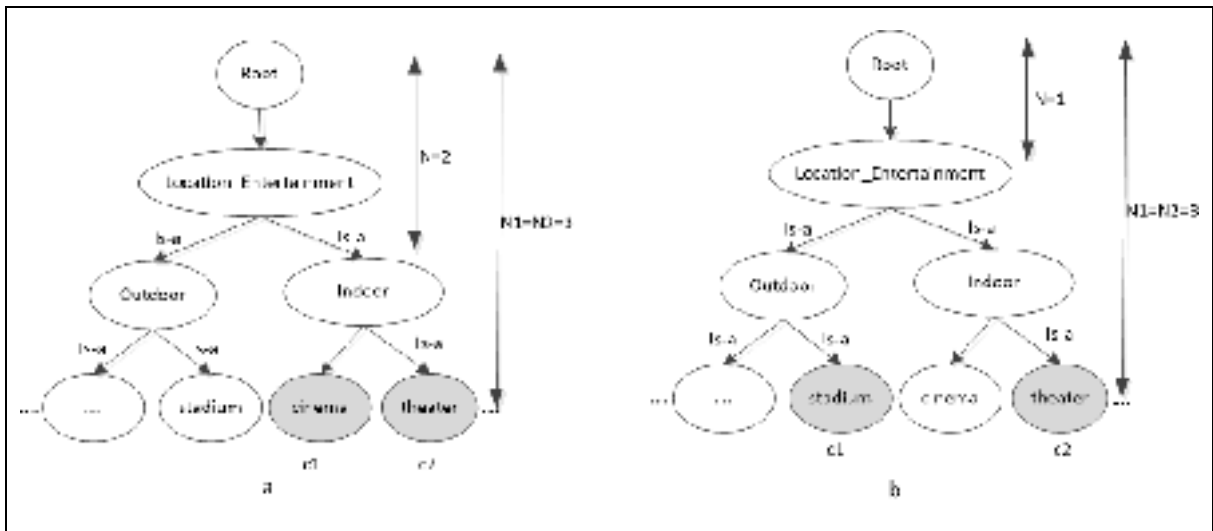 Root
N=2
Location_Entertainment
N1=N2=3
Is-a
Is-a
Outdoor
Indoor
Is-a
Is-a
Is-a
...
...
stadium
cinema
theater
...
c1
c2
a
Root
N=1
Location_Entertainment
N1=N2=3
Is-a
Is-a
Outdoor
Indoor
Is-a
Is-a
Is-a
...
...
stadium
cinema
theater
...
c1
c2
b